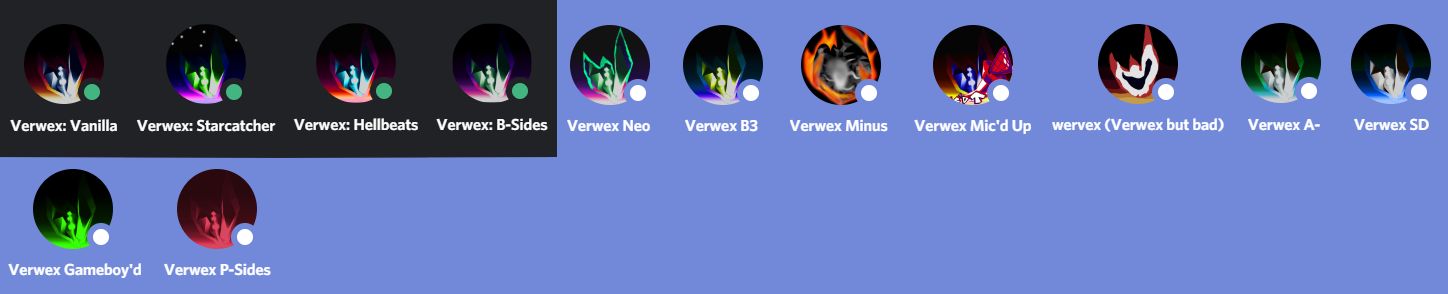 Verwex: Vanilla
Verwex: Starcatcher
Verwex: Hellbeats
Verwex: B-Sides
Verwex Neo
Verwex B3
Verwex Minus
Verwex Mic'd Up
wervex (Verwex but bad)
Verwex A-
Verwex SD
Verwex Gameboy'd
Verwex P-Sides